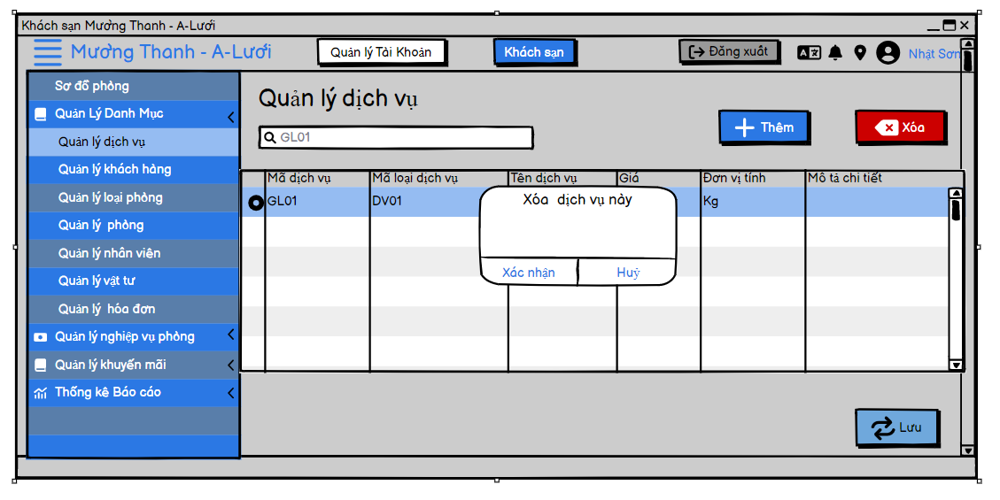 Khách sạn Mường Thanh - A-Lưới
Mường Thanh - A-Lưới
Quản lý Tài Khoản
Khách sạn
Đăng xuất
Nhật Sơn
Sơ đồ phòng
Quản Lý Danh Mục
Quản lý dịch vụ
Quản lý khách hàng
Quản lý loại phòng
Quản lý phòng
Quản lý nhân viên
Quản lý vật tư
Quản lý hóa đơn
Quản lý nghiệp vụ phòng
Quản lý khuyến mãi
Thống kê Báo cáo
Quản lý dịch vụ
GL01
Thêm
Xóa
Mã dịch vụ Mã loại dịch vụ Tên dịch vụ Giá Đơn vị tính Mô tả chi tiết
GL01 DV01 Kg
Xóa dịch vụ này
Xác nhận Huỷ
Lưu